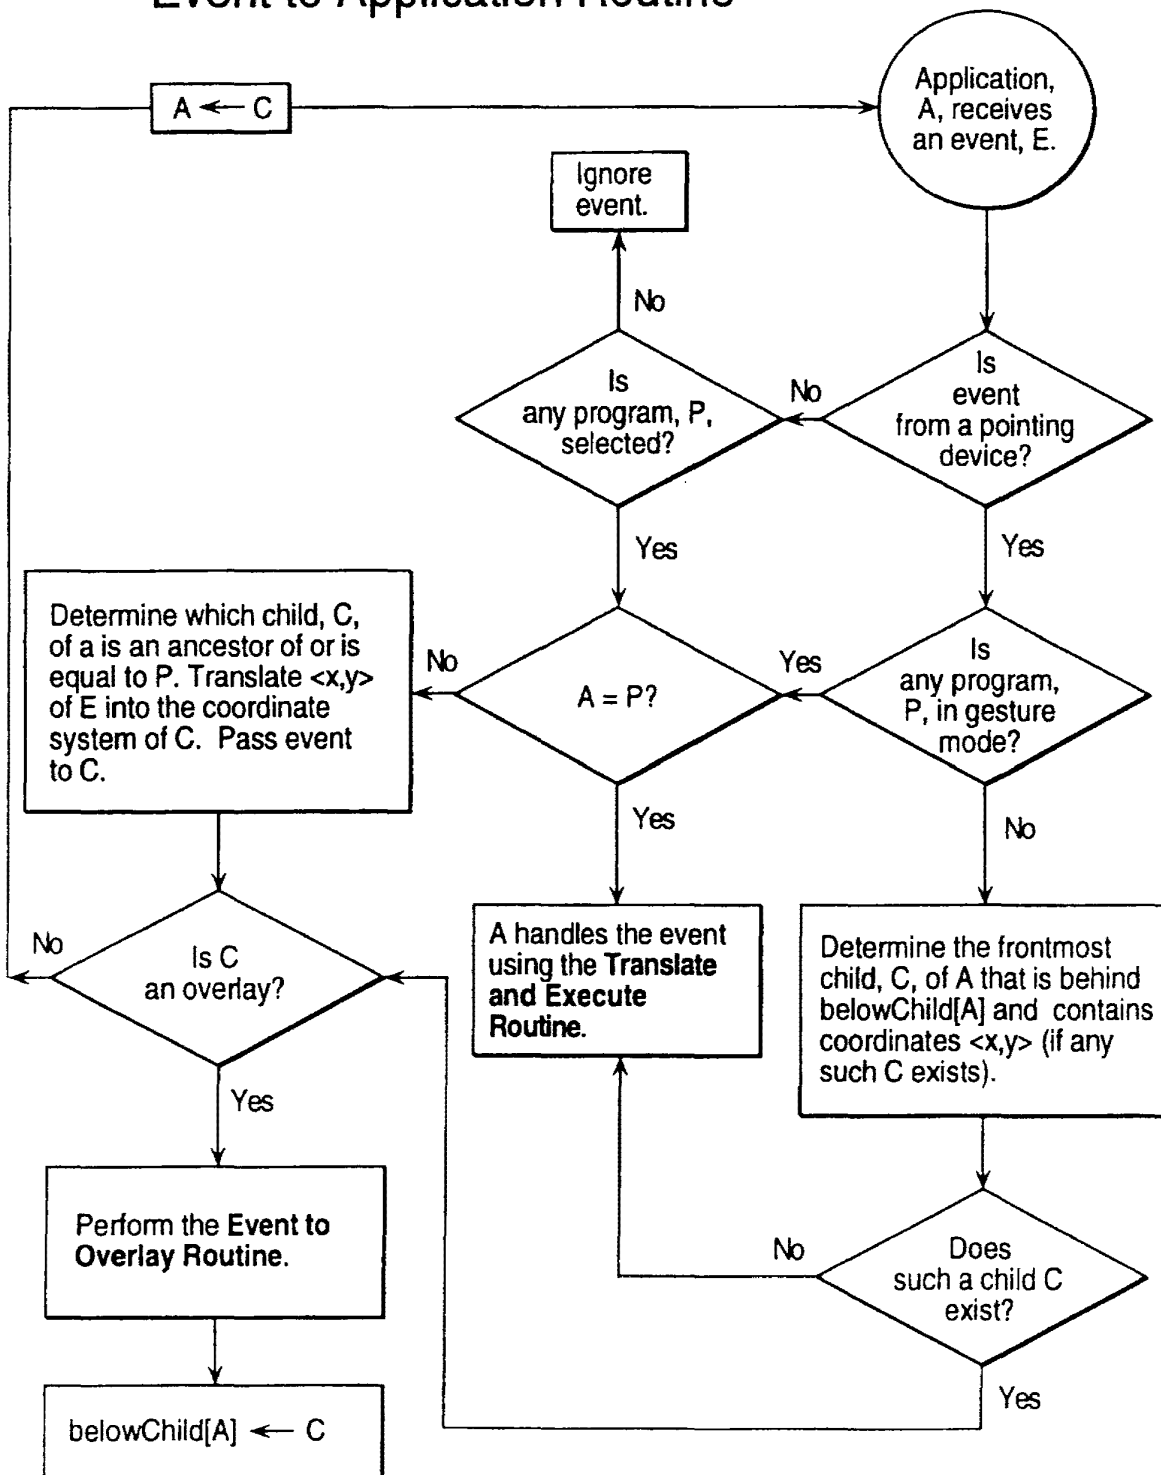 Event to Application Routine
A ← C
Application,
A, receives
an event, E.
Ignore
event.
No
Is
any program, P,
selected?
No
Is
event
from a pointing
device?
Yes
Yes
Determine which child, C,
of a is an ancestor of or is
equal to P. Translate <x,y>
of E into the coordinate
system of C. Pass event
to C.
No
A = P?
Yes
Is
any program,
P, in gesture
mode?
Yes
No
No
Is C
an overlay?
A handles the event
using the Translate
and Execute
Routine.
Determine the frontmost
child, C, of A that is behind
belowChild[A] and contains
coordinates <x,y> (if any
such C exists).
Yes
Perform the Event to
Overlay Routine.
No
Does
such a child C
exist?
Yes
belowChild[A] ← C